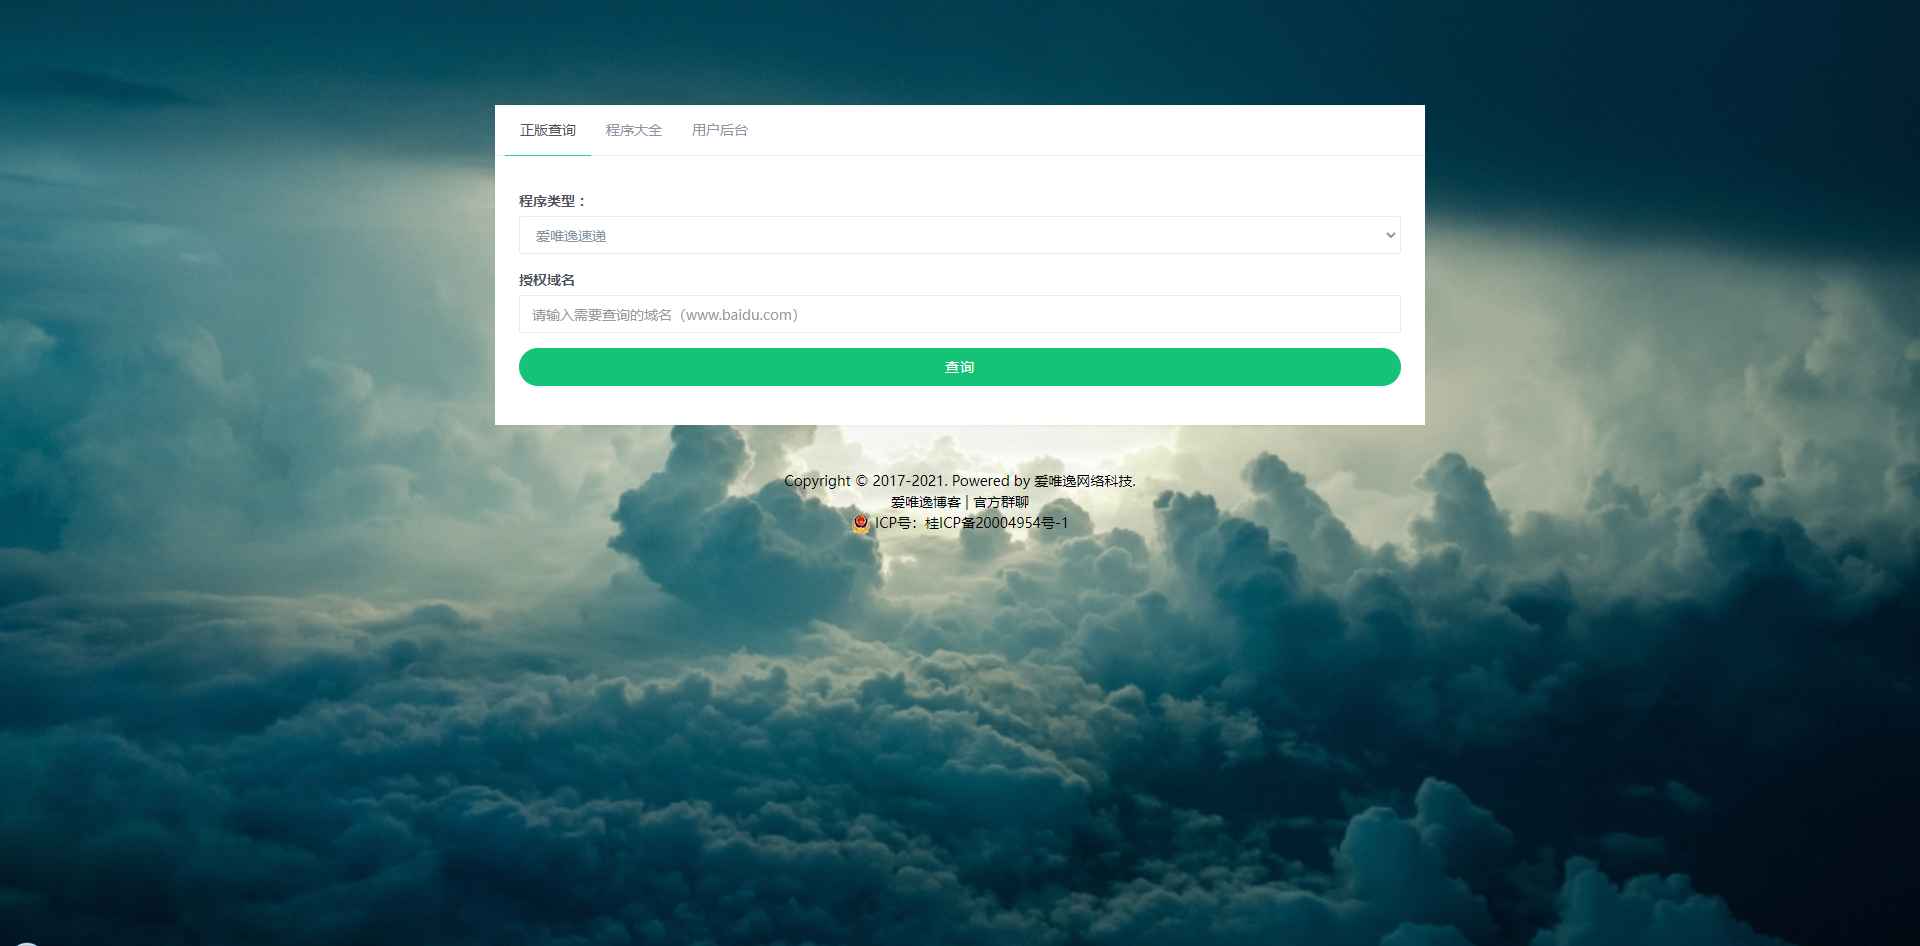 正版查询 程序大全 用户后台
程序类型：
爱唯逸速递
授权域名
请输入需要查询的域名（www.baidu.com）
查询
Copyright © 2017-2021. Powered by 爱唯逸网络科技.
爱唯逸博客 | 官方群聊
ICP号：桂ICP备20004954号-1